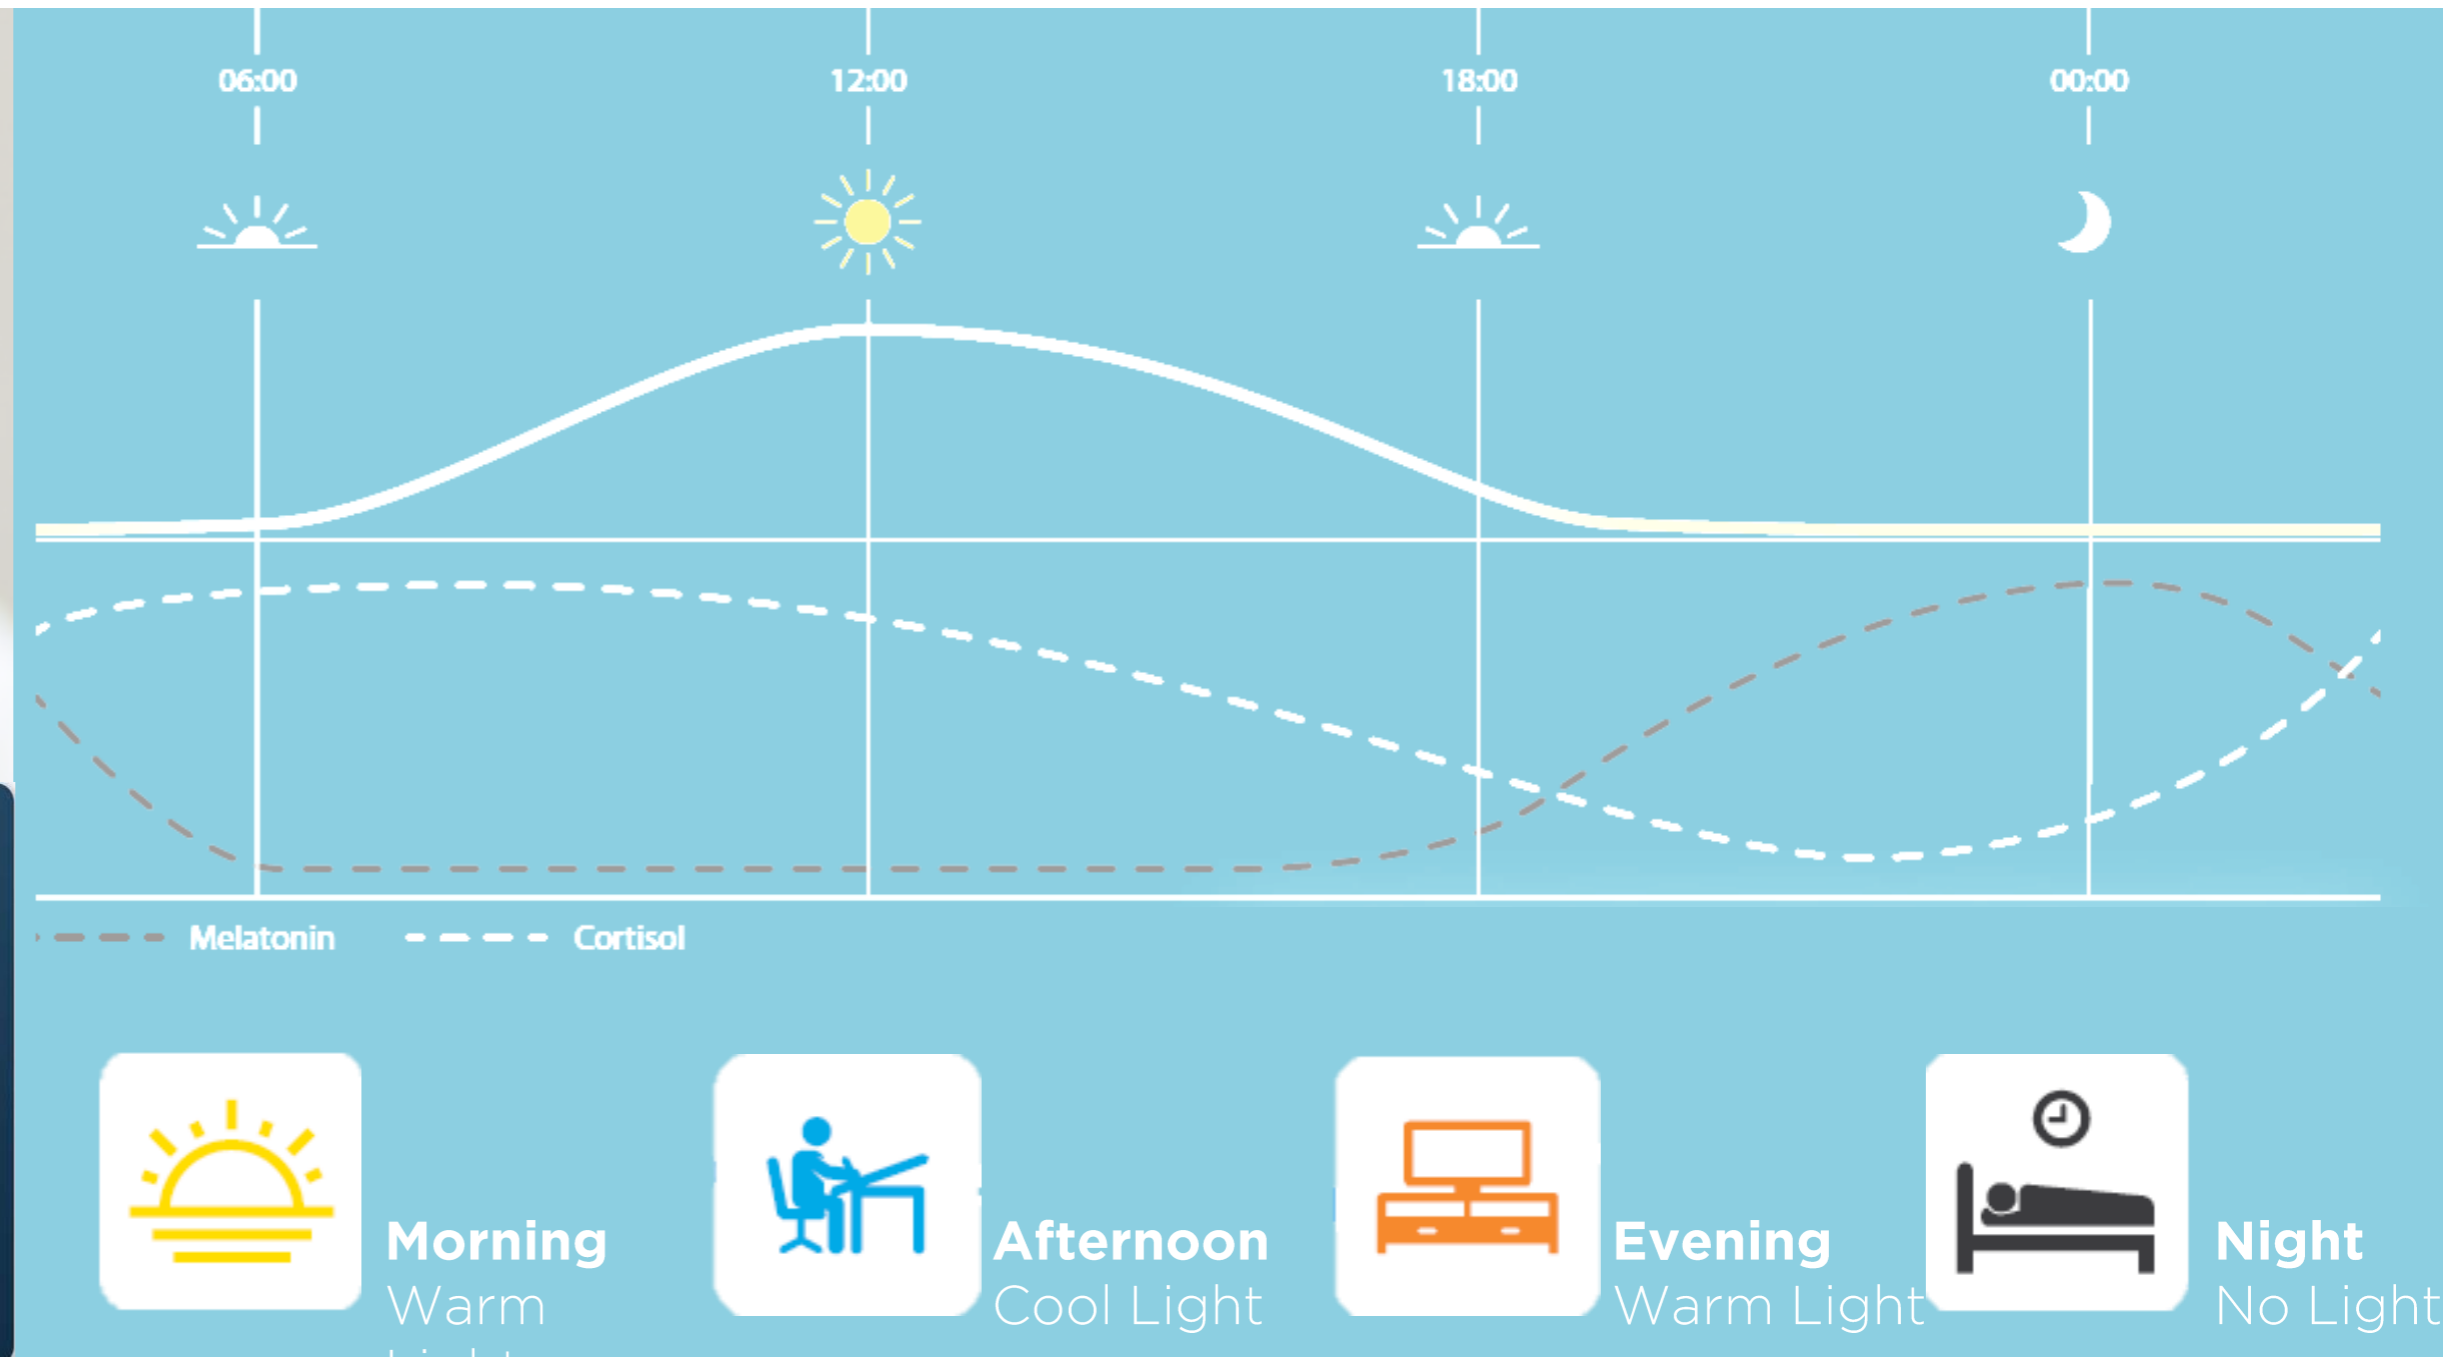 06:00 12:00 18:00 00:00
Melatonin Cortisol
Morning
Warm
Afternoon
Cool Light
Evening
Warm Light
Night
No Light